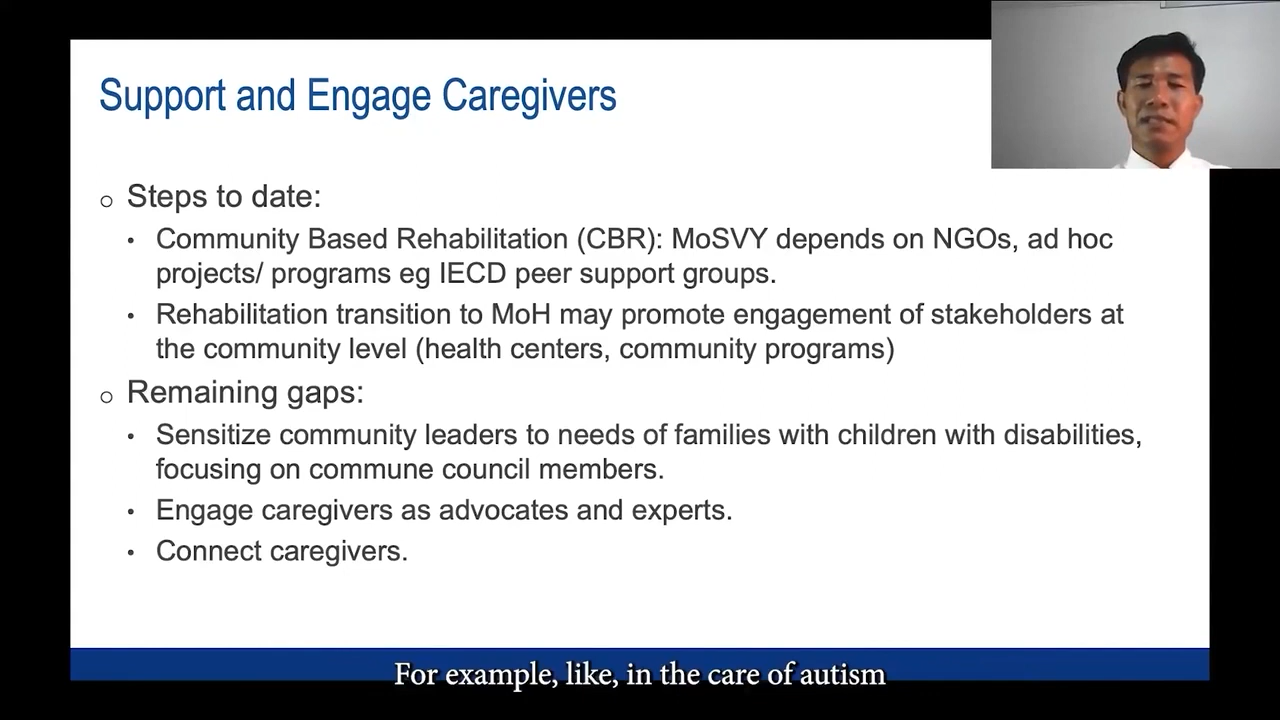 Support and Engage Caregivers
○ Steps to date:
• Community Based Rehabilitation (CBR): MoSVY depends on NGOs, ad hoc
projects/ programs eg IECD peer support groups.
• Rehabilitation transition to MoH may promote engagement of stakeholders at
the community level (health centers, community programs)
○ Remaining gaps:
• Sensitize community leaders to needs of families with children with disabilities,
focusing on commune council members.
• Engage caregivers as advocates and experts.
• Connect caregivers.
For example, like, in the care of autism